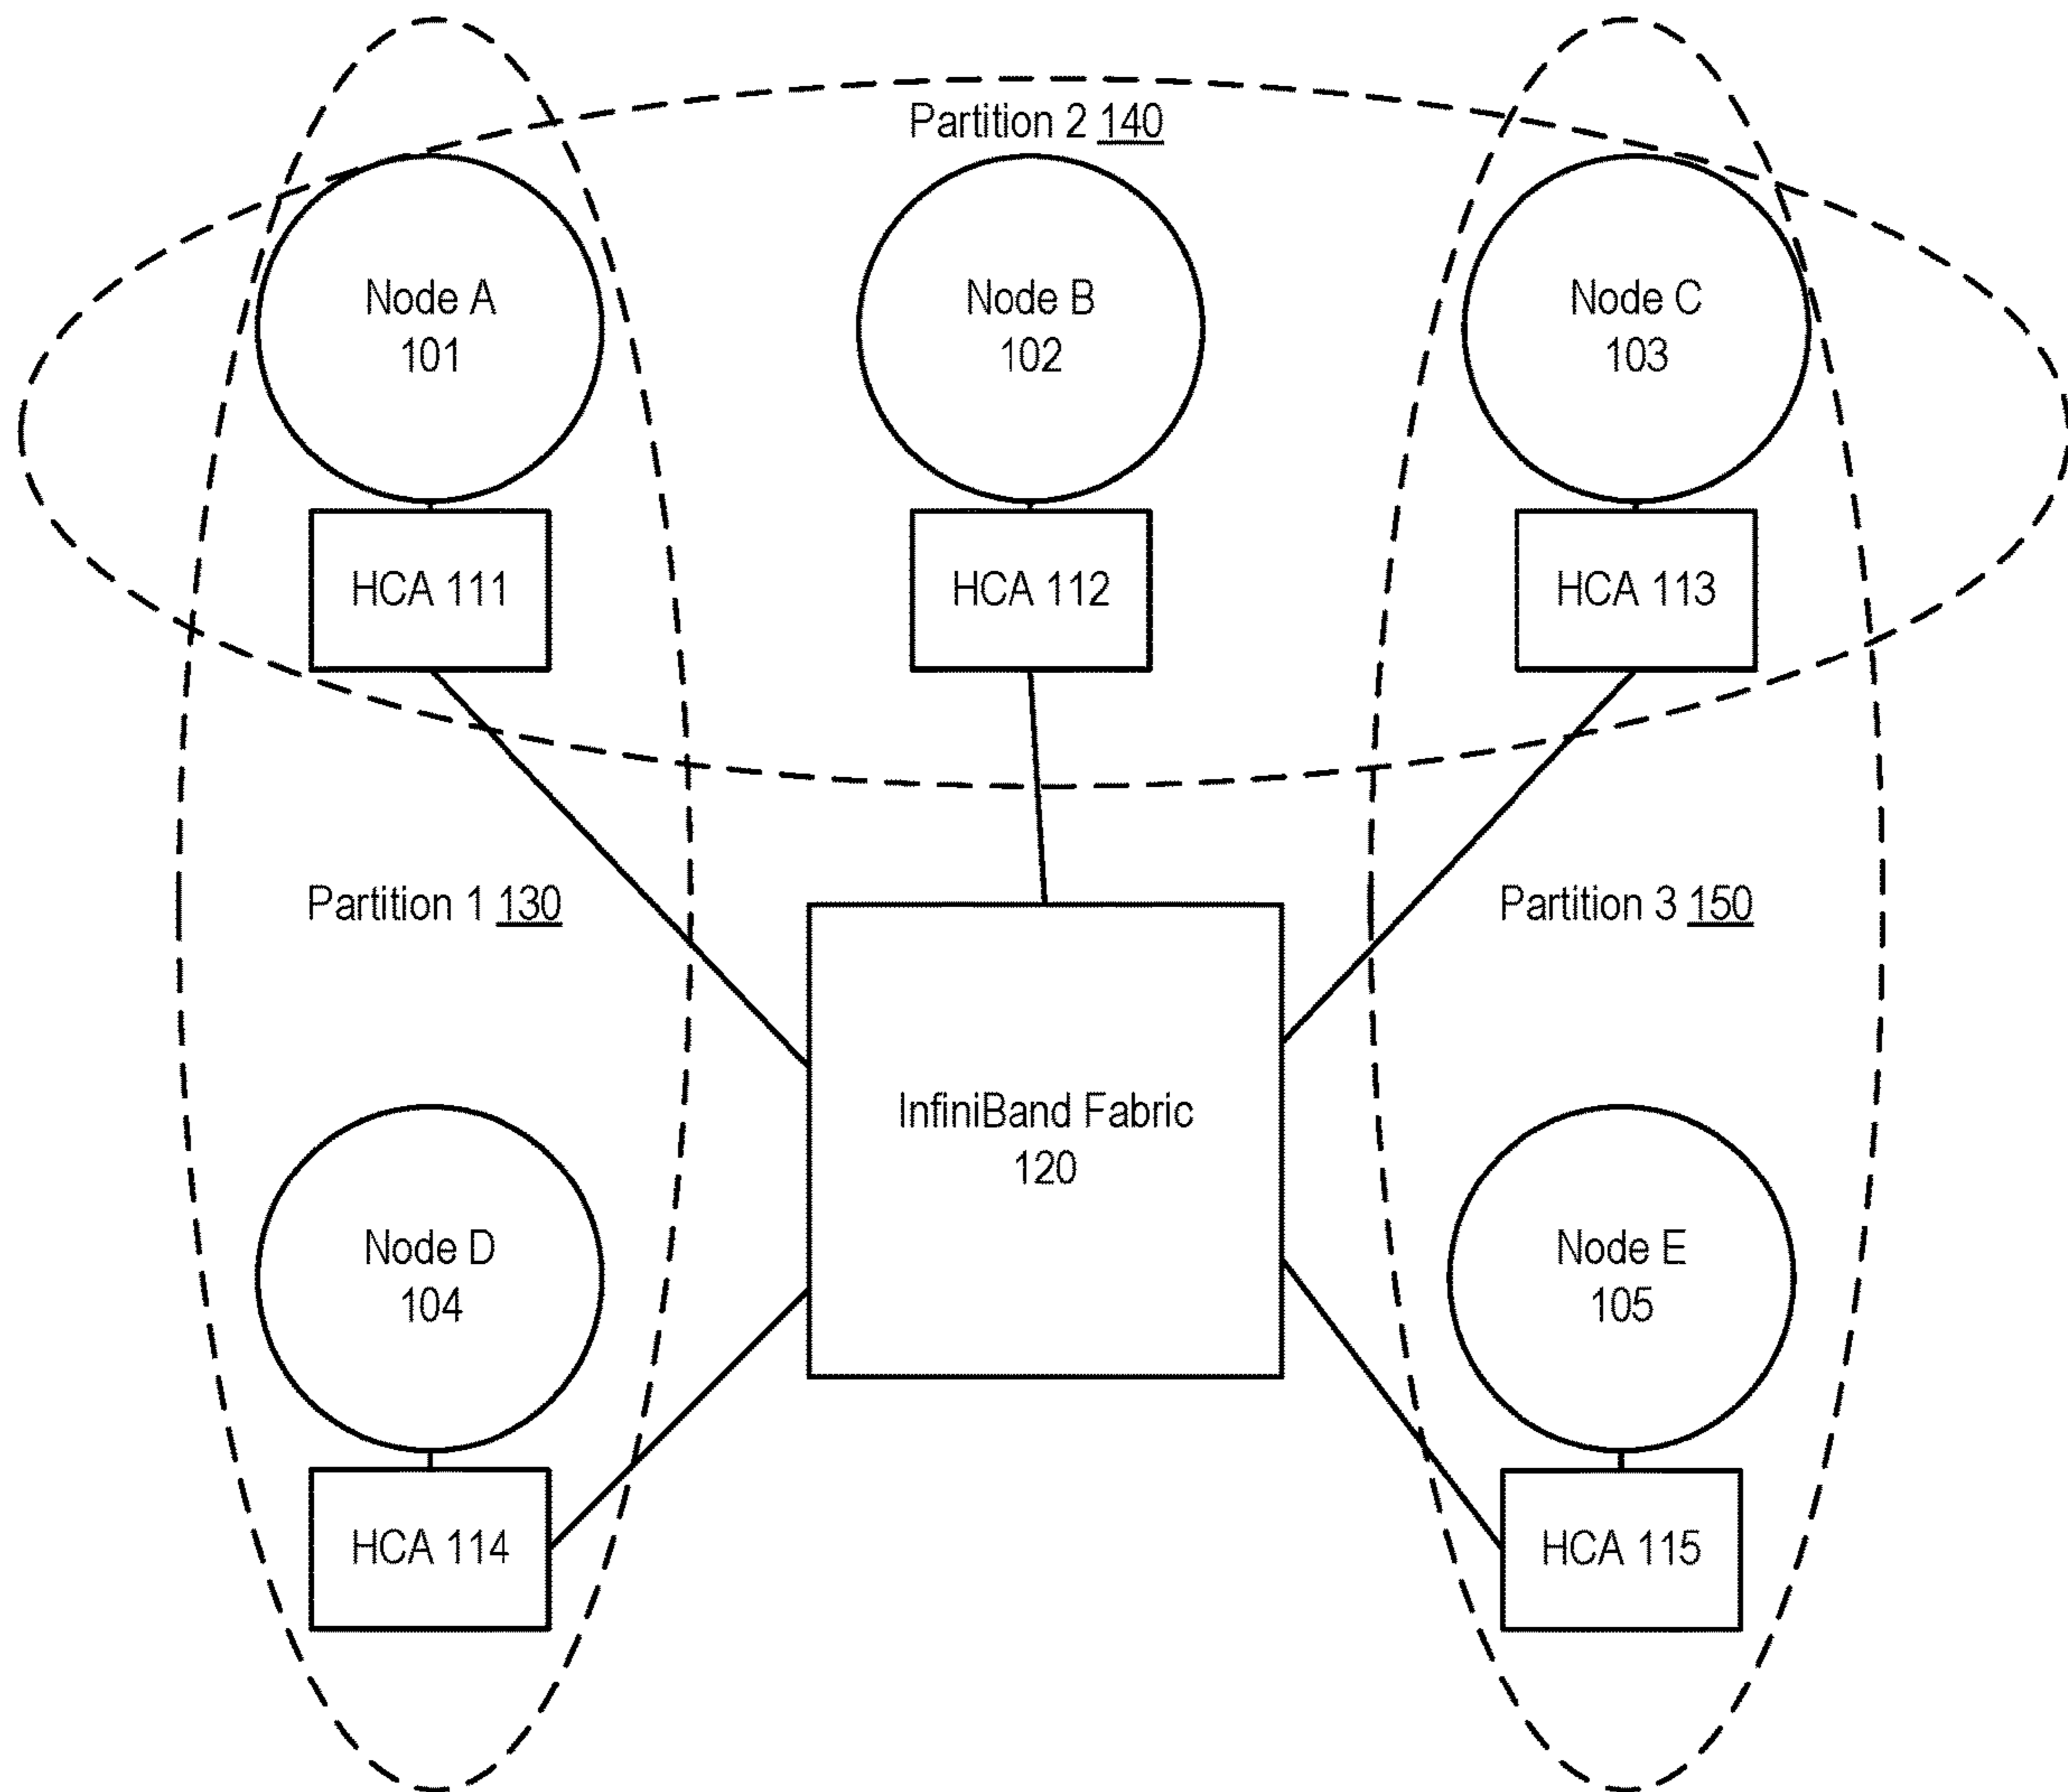 Partition 2 140
Node A
101
Node B
102
Node C
103
HCA 111
HCA 112
HCA 113
Partition 1 130
Partition 3 150
InfiniBand Fabric
120
Node D
104
Node E
105
HCA 114
HCA 115